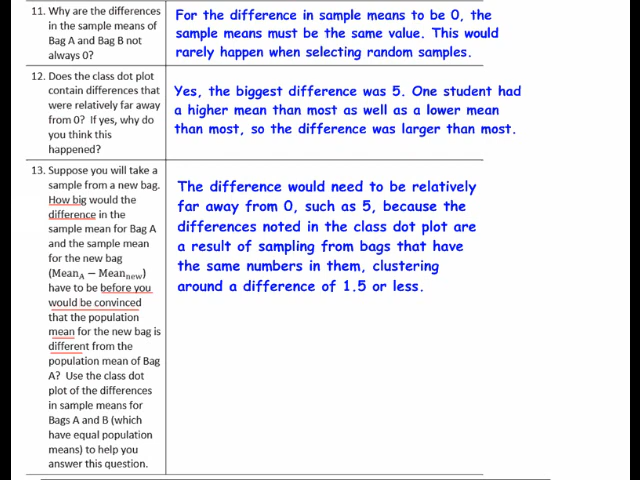 11. Why are the differences
in the sample means of
Bag A and Bag B not
always 0?
For the difference in sample means to be 0, the
sample means must be the same value. This would
rarely happen when selecting random samples.
12. Does the class dot plot
contain differences that
were relatively far away
from 0? If yes, why do
you think this
happened?
Yes, the biggest difference was 5. One student had
a higher mean than most as well as a lower mean
than most, so the difference was larger than most.
13. Suppose you will take a
sample from a new bag.
How big would the
difference in the
sample mean for Bag A
and the sample mean
for the new bag
(Mean_A − Mean_new)
have to be before you
would be convinced
that the population
mean for the new bag is
different from the
population mean of Bag
A? Use the class dot
plot of the differences
in sample means for
Bags A and B (which
have equal population
means) to help you
answer this question.
The difference would need to be relatively
far away from 0, such as 5, because the
differences noted in the class dot plot are
a result of sampling from bags that have
the same numbers in them, clustering
around a difference of 1.5 or less.